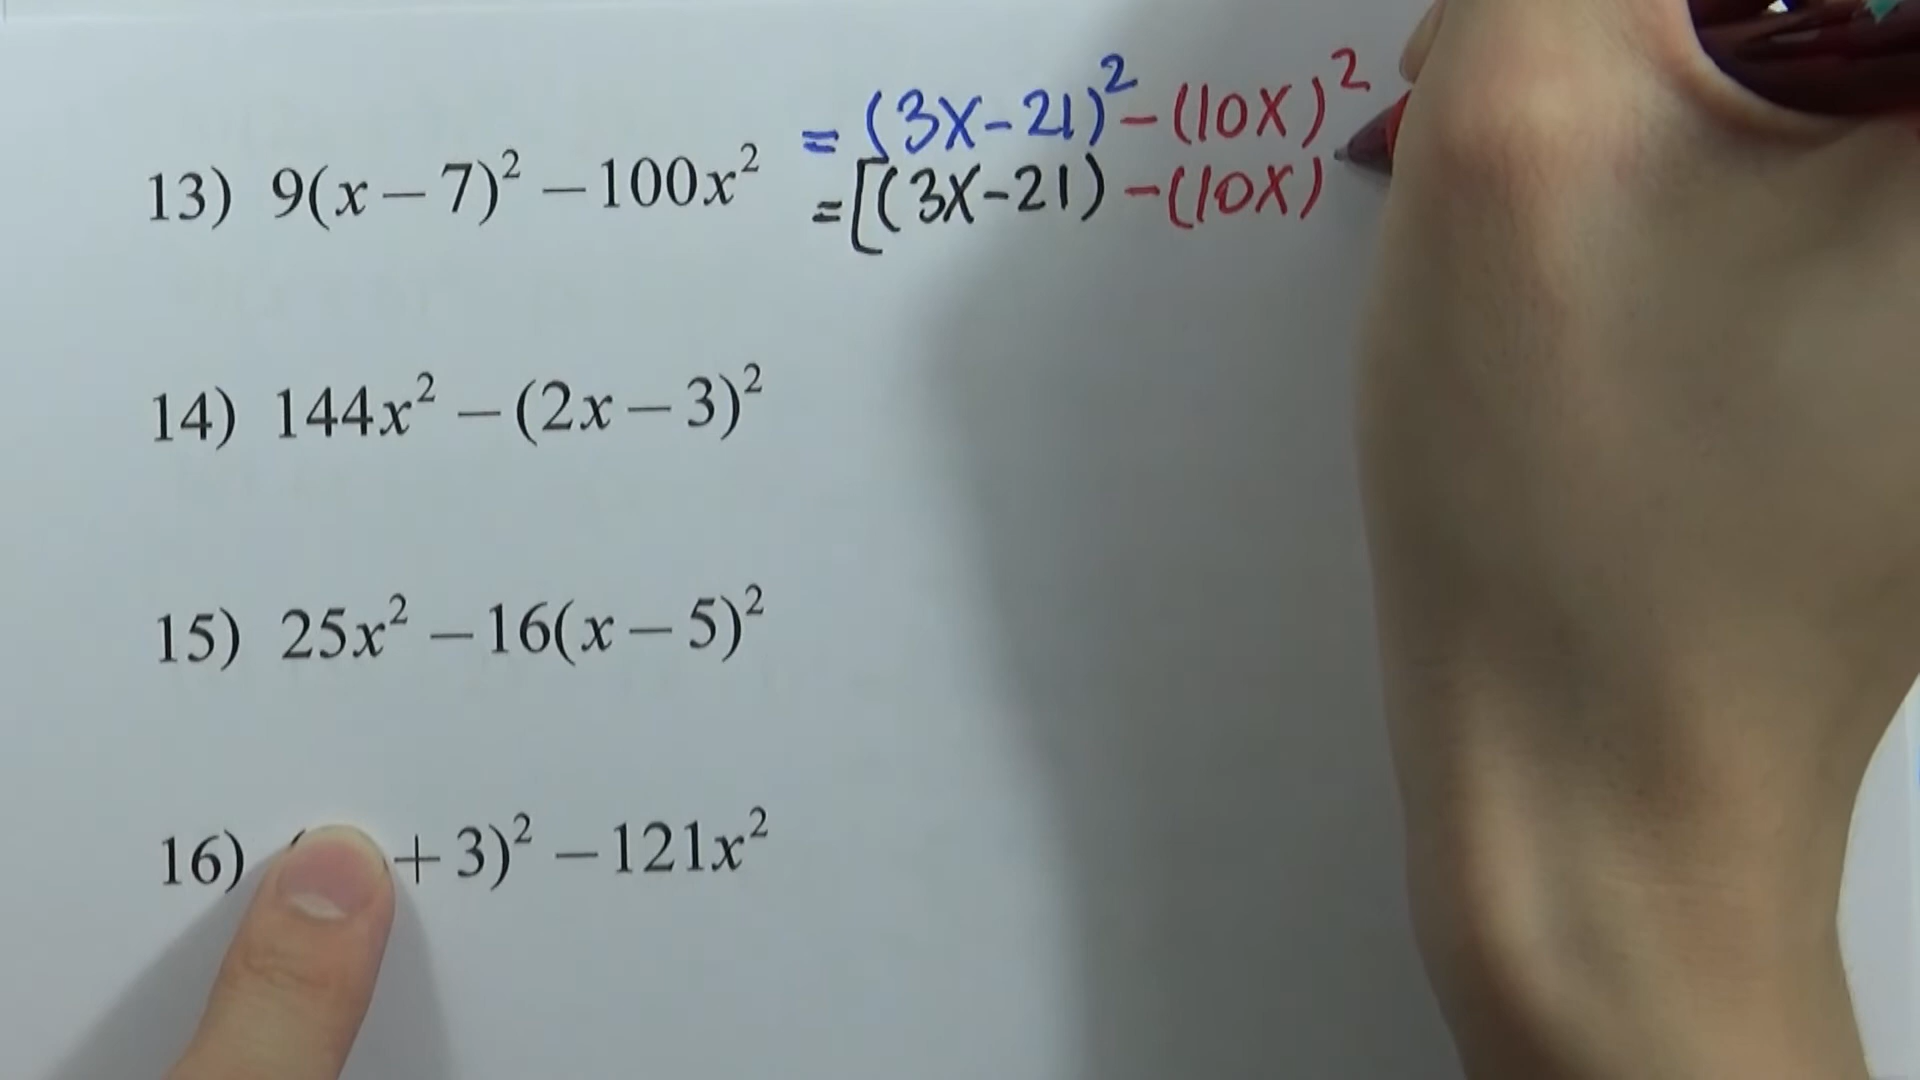 13) 9(x − 7)² − 100x² = (3X−21)² −(10X)²
=[(3X−21) −(10X)
14) 144x² − (2x − 3)²
15) 25x² − 16(x − 5)²
16) ( + 3)² − 121x²